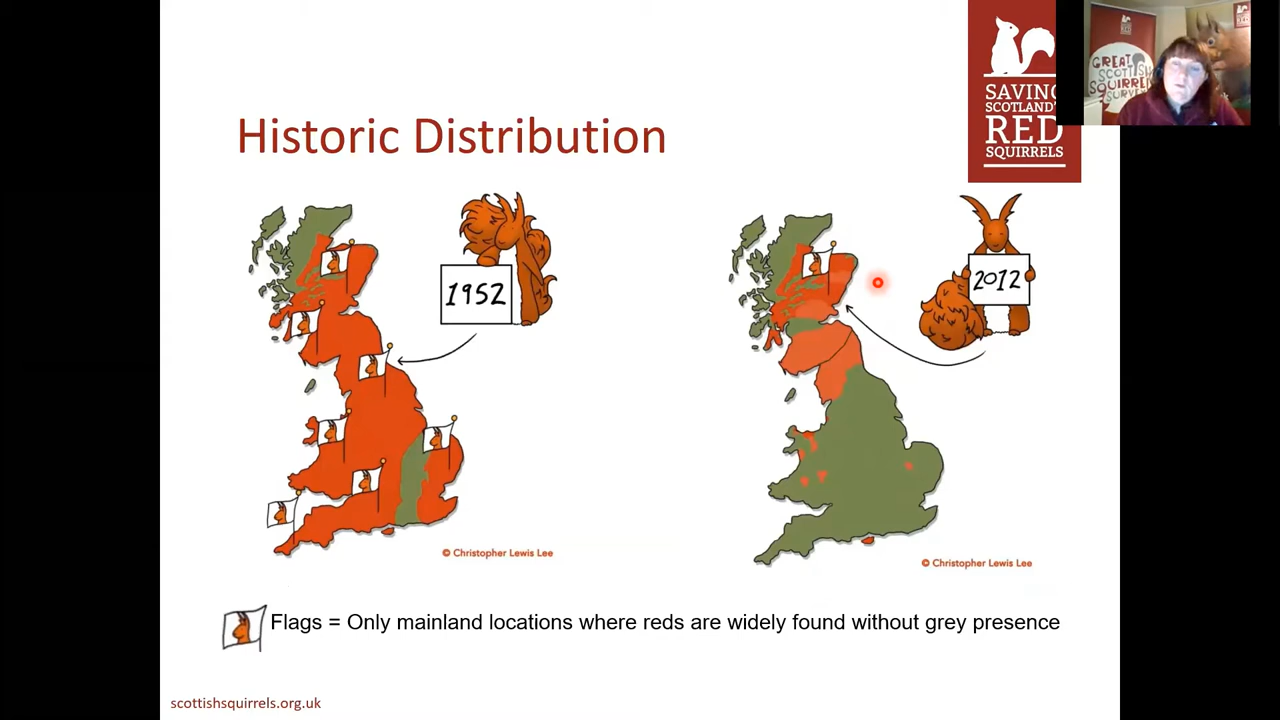 Historic Distribution
SAVING
SCOTLAND'S
RED
SQUIRRELS
GREAT
SCOTTISH
SQUIRREL
SURVEY
1952
2012
© Christopher Lewis Lee
© Christopher Lewis Lee
Flags = Only mainland locations where reds are widely found without grey presence
scottishsquirrels.org.uk